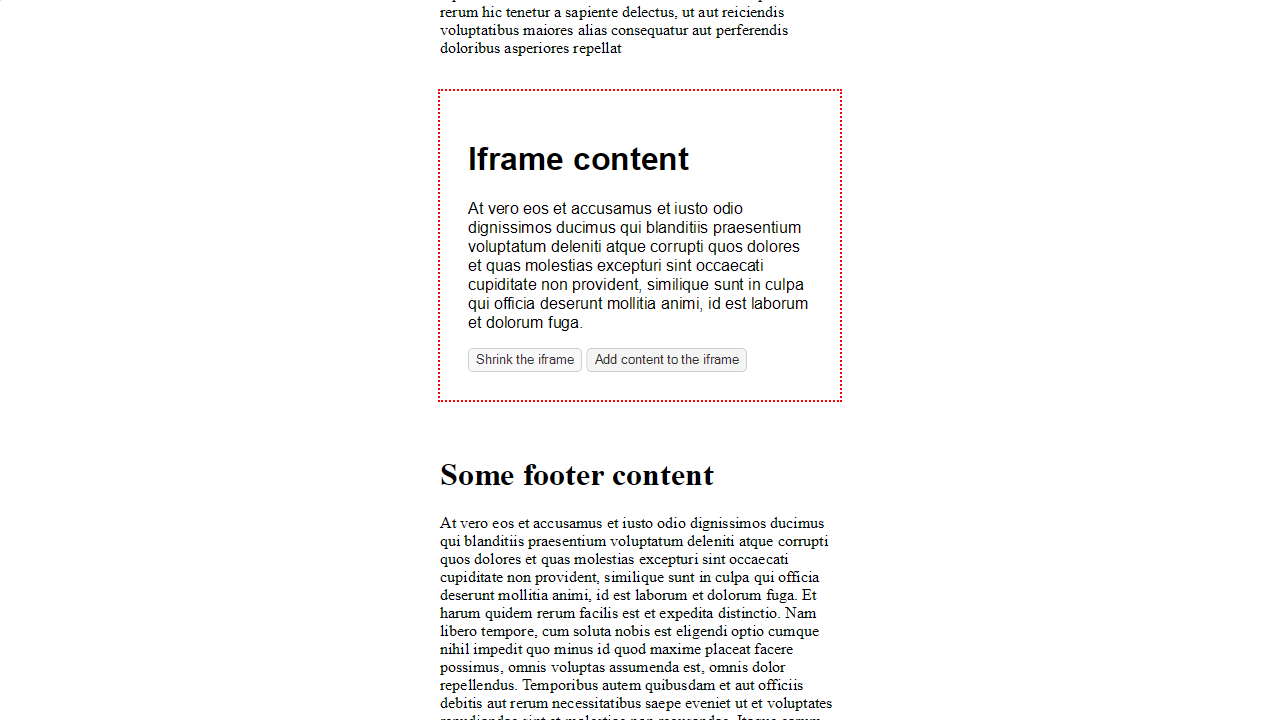 rerum hic tenetur a sapiente delectus, ut aut reiciendis
voluptatibus maiores alias consequatur aut perferendis
doloribus asperiores repellat
Iframe content
At vero eos et accusamus et iusto odio
dignissimos ducimus qui blanditiis praesentium
voluptatum deleniti atque corrupti quos dolores
et quas molestias excepturi sint occaecati
cupiditate non provident, similique sunt in culpa
qui officia deserunt mollitia animi, id est laborum
et dolorum fuga.
Shrink the iframe Add content to the iframe
Some footer content
At vero eos et accusamus et iusto odio dignissimos ducimus
qui blanditiis praesentium voluptatum deleniti atque corrupti
quos dolores et quas molestias excepturi sint occaecati
cupiditate non provident, similique sunt in culpa qui officia
deserunt mollitia animi, id est laborum et dolorum fuga. Et
harum quidem rerum facilis est et expedita distinctio. Nam
libero tempore, cum soluta nobis est eligendi optio cumque
nihil impedit quo minus id quod maxime placeat facere
possimus, omnis voluptas assumenda est, omnis dolor
repellendus. Temporibus autem quibusdam et aut officiis
debitis aut rerum necessitatibus saepe eveniet ut et voluptates